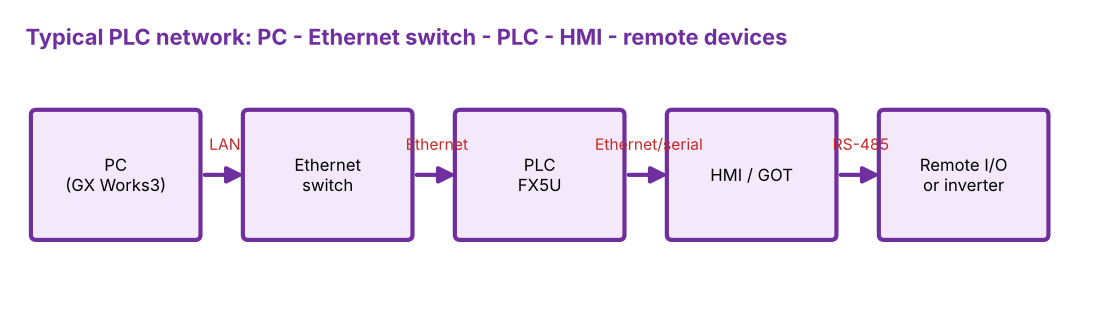 Typical PLC network: PC - Ethernet switch - PLC - HMI - remote devices
LAN
Ethernet
Ethernet/serial
RS-485
PC
(GX Works3)
Ethernet
switch
PLC
FX5U
HMI / GOT
Remote I/O
or inverter